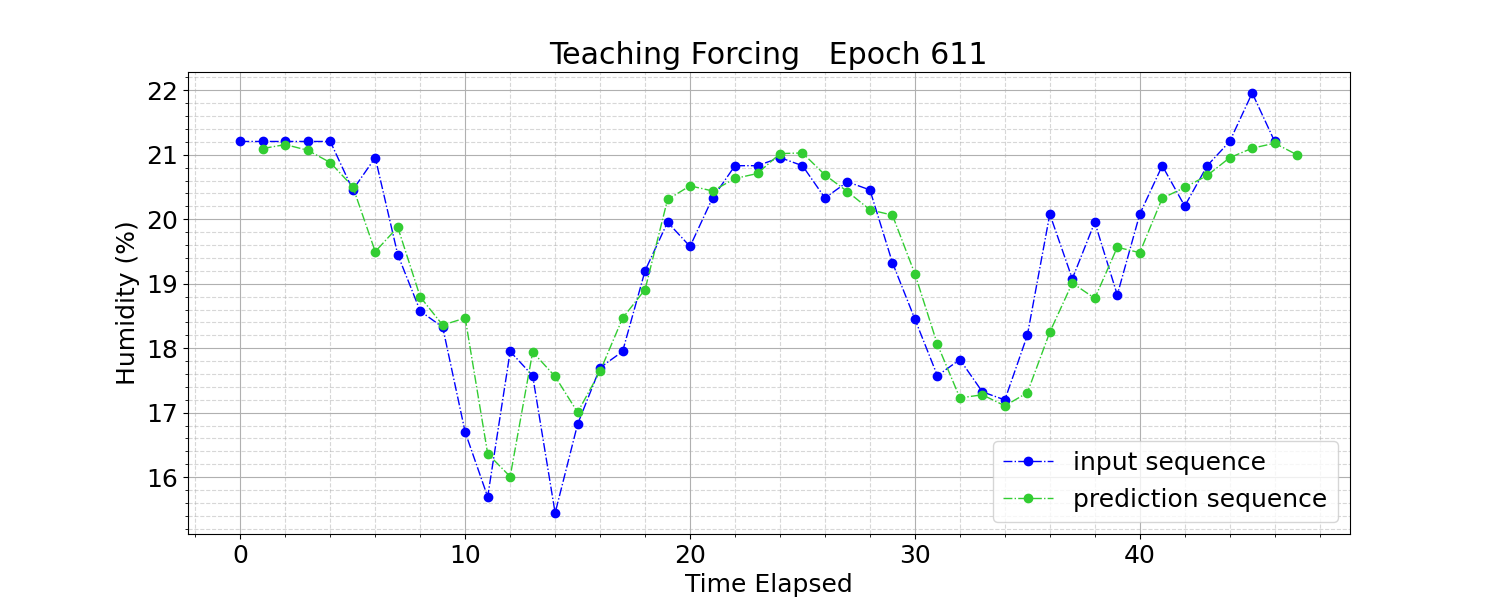 Teaching Forcing   Epoch 611
22
21
20
19
18
17
16
Humidity (%)
input sequence
prediction sequence
0 10 20 30 40
Time Elapsed